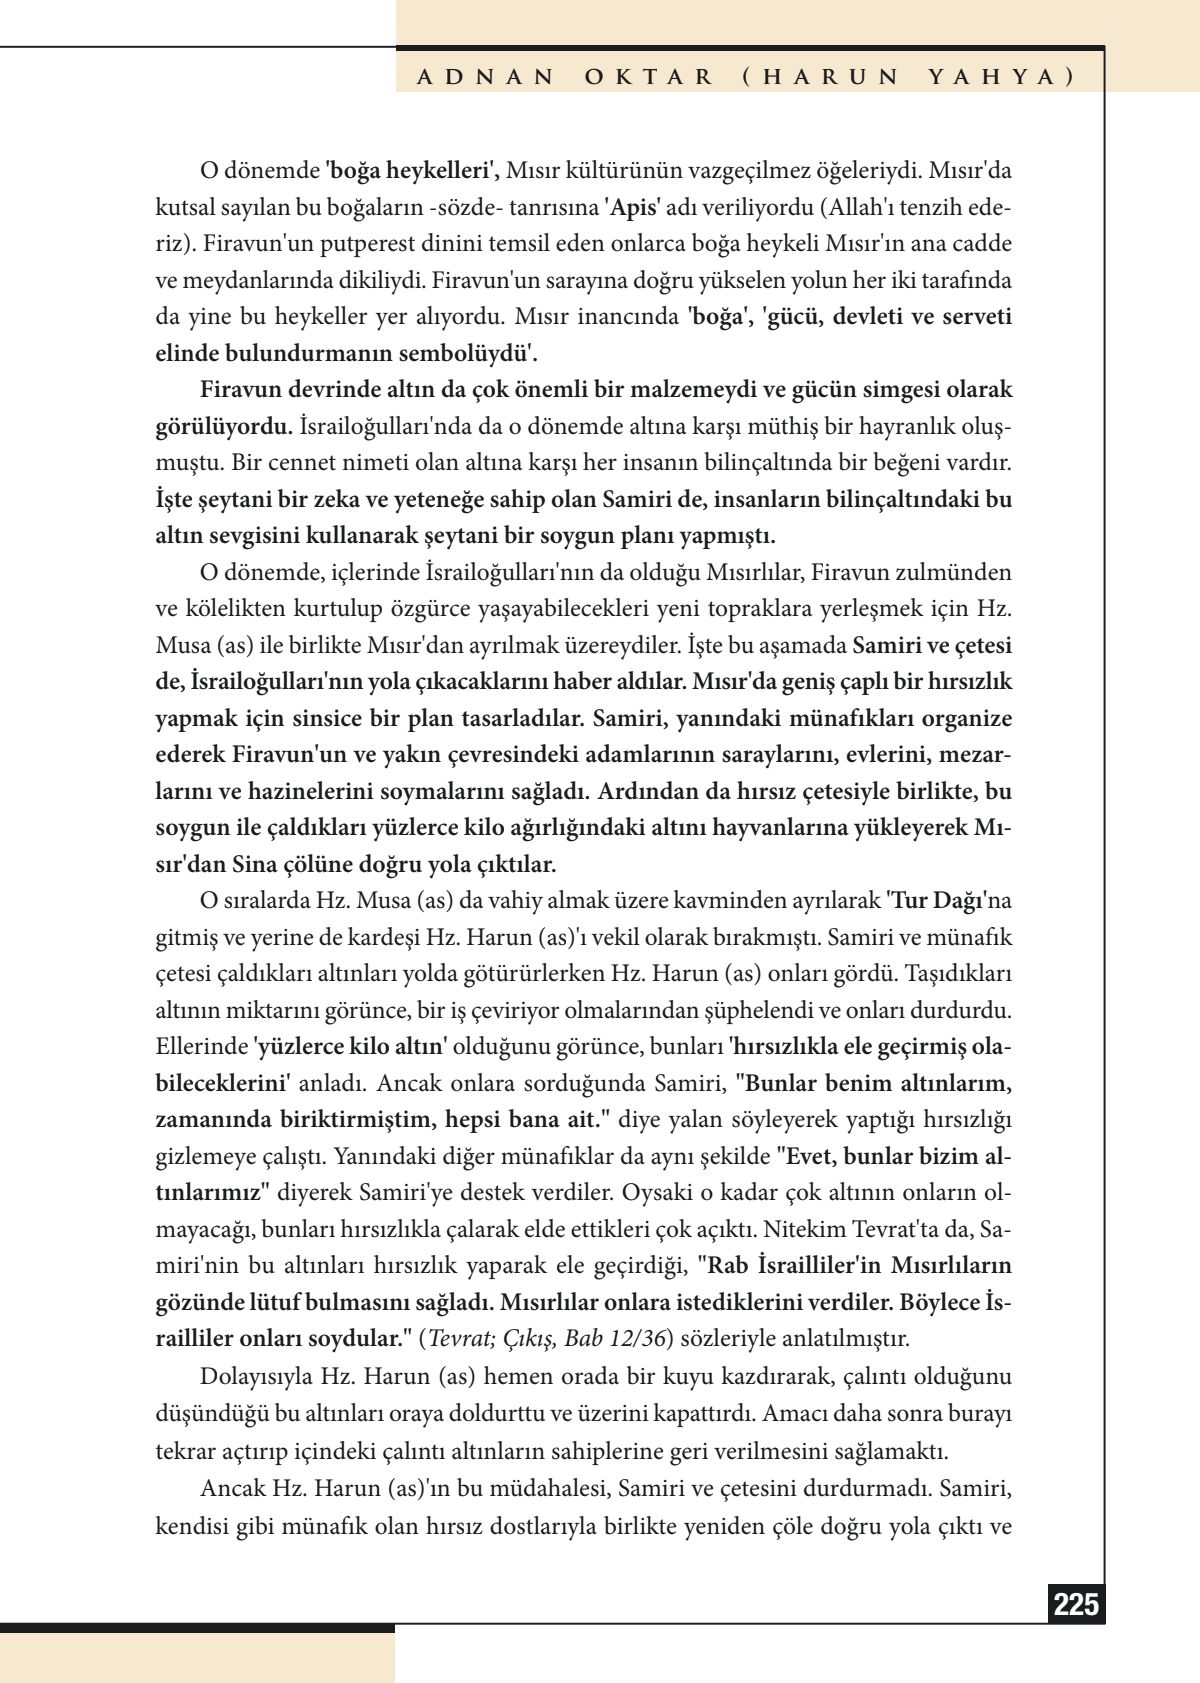 ADNAN OKTAR (HARUN YAHYA)
O dönemde 'boğa heykelleri', Mısır kültürünün vazgeçilmez öğeleriydi. Mısır'da
kutsal sayılan bu boğaların -sözde- tanrısına 'Apis' adı veriliyordu (Allah'ı tenzih ede-
riz). Firavun'un putperest dinini temsil eden onlarca boğa heykeli Mısır'ın ana cadde
ve meydanlarında dikiliydi. Firavun'un sarayına doğru yükselen yolun her iki tarafında
da yine bu heykeller yer alıyordu. Mısır inancında 'boğa', 'gücü, devleti ve serveti
elinde bulundurmanın sembolüydü'.
Firavun devrinde altın da çok önemli bir malzemeydi ve gücün simgesi olarak
görülüyordu. İsrailoğulları'nda da o dönemde altına karşı müthiş bir hayranlık oluş-
muştu. Bir cennet nimeti olan altına karşı her insanın bilinçaltında bir beğeni vardır.
İşte şeytani bir zeka ve yeteneğe sahip olan Samiri de, insanların bilinçaltındaki bu
altın sevgisini kullanarak şeytani bir soygun planı yapmıştı.
O dönemde, içlerinde İsrailoğulları'nın da olduğu Mısırlılar, Firavun zulmünden
ve kölelikten kurtulup özgürce yaşayabilecekleri yeni topraklara yerleşmek için Hz.
Musa (as) ile birlikte Mısır'dan ayrılmak üzereydiler. İşte bu aşamada Samiri ve çetesi
de, İsrailoğulları'nın yola çıkacaklarını haber aldılar. Mısır'da geniş çaplı bir hırsızlık
yapmak için sinsice bir plan tasarladılar. Samiri, yanındaki münafıkları organize
ederek Firavun'un ve yakın çevresindeki adamlarının saraylarını, evlerini, mezar-
larını ve hazinelerini soymalarını sağladı. Ardından da hırsız çetesiyle birlikte, bu
soygun ile çaldıkları yüzlerce kilo ağırlığındaki altını hayvanlarına yükleyerek Mı-
sır'dan Sina çölüne doğru yola çıktılar.
O sıralarda Hz. Musa (as) da vahiy almak üzere kavminden ayrılarak 'Tur Dağı'na
gitmiş ve yerine de kardeşi Hz. Harun (as)'ı vekil olarak bırakmıştı. Samiri ve münafık
çetesi çaldıkları altınları yolda götürürlerken Hz. Harun (as) onları gördü. Taşıdıkları
altının miktarını görünce, bir iş çeviriyor olmalarından şüphelendi ve onları durdurdu.
Ellerinde 'yüzlerce kilo altın' olduğunu görünce, bunları 'hırsızlıkla ele geçirmiş ola-
bileceklerini' anladı. Ancak onlara sorduğunda Samiri, "Bunlar benim altınlarım,
zamanında biriktirmiştim, hepsi bana ait." diye yalan söyleyerek yaptığı hırsızlığı
gizlemeye çalıştı. Yanındaki diğer münafıklar da aynı şekilde "Evet, bunlar bizim al-
tınlarımız" diyerek Samiri'ye destek verdiler. Oysaki o kadar çok altının onların ol-
mayacağı, bunları hırsızlıkla çalarak elde ettikleri çok açıktı. Nitekim Tevrat'ta da, Sa-
miri'nin bu altınları hırsızlık yaparak ele geçirdiği, "Rab İsrailliler'in Mısırlıların
gözünde lütuf bulmasını sağladı. Mısırlılar onlara istediklerini verdiler. Böylece İs-
railliler onları soydular." (Tevrat; Çıkış, Bab 12/36) sözleriyle anlatılmıştır.
Dolayısıyla Hz. Harun (as) hemen orada bir kuyu kazdırarak, çalıntı olduğunu
düşündüğü bu altınları oraya doldurttu ve üzerini kapattırdı. Amacı daha sonra burayı
tekrar açtırıp içindeki çalıntı altınların sahiplerine geri verilmesini sağlamaktı.
Ancak Hz. Harun (as)'ın bu müdahalesi, Samiri ve çetesini durdurmadı. Samiri,
kendisi gibi münafık olan hırsız dostlarıyla birlikte yeniden çöle doğru yola çıktı ve
225